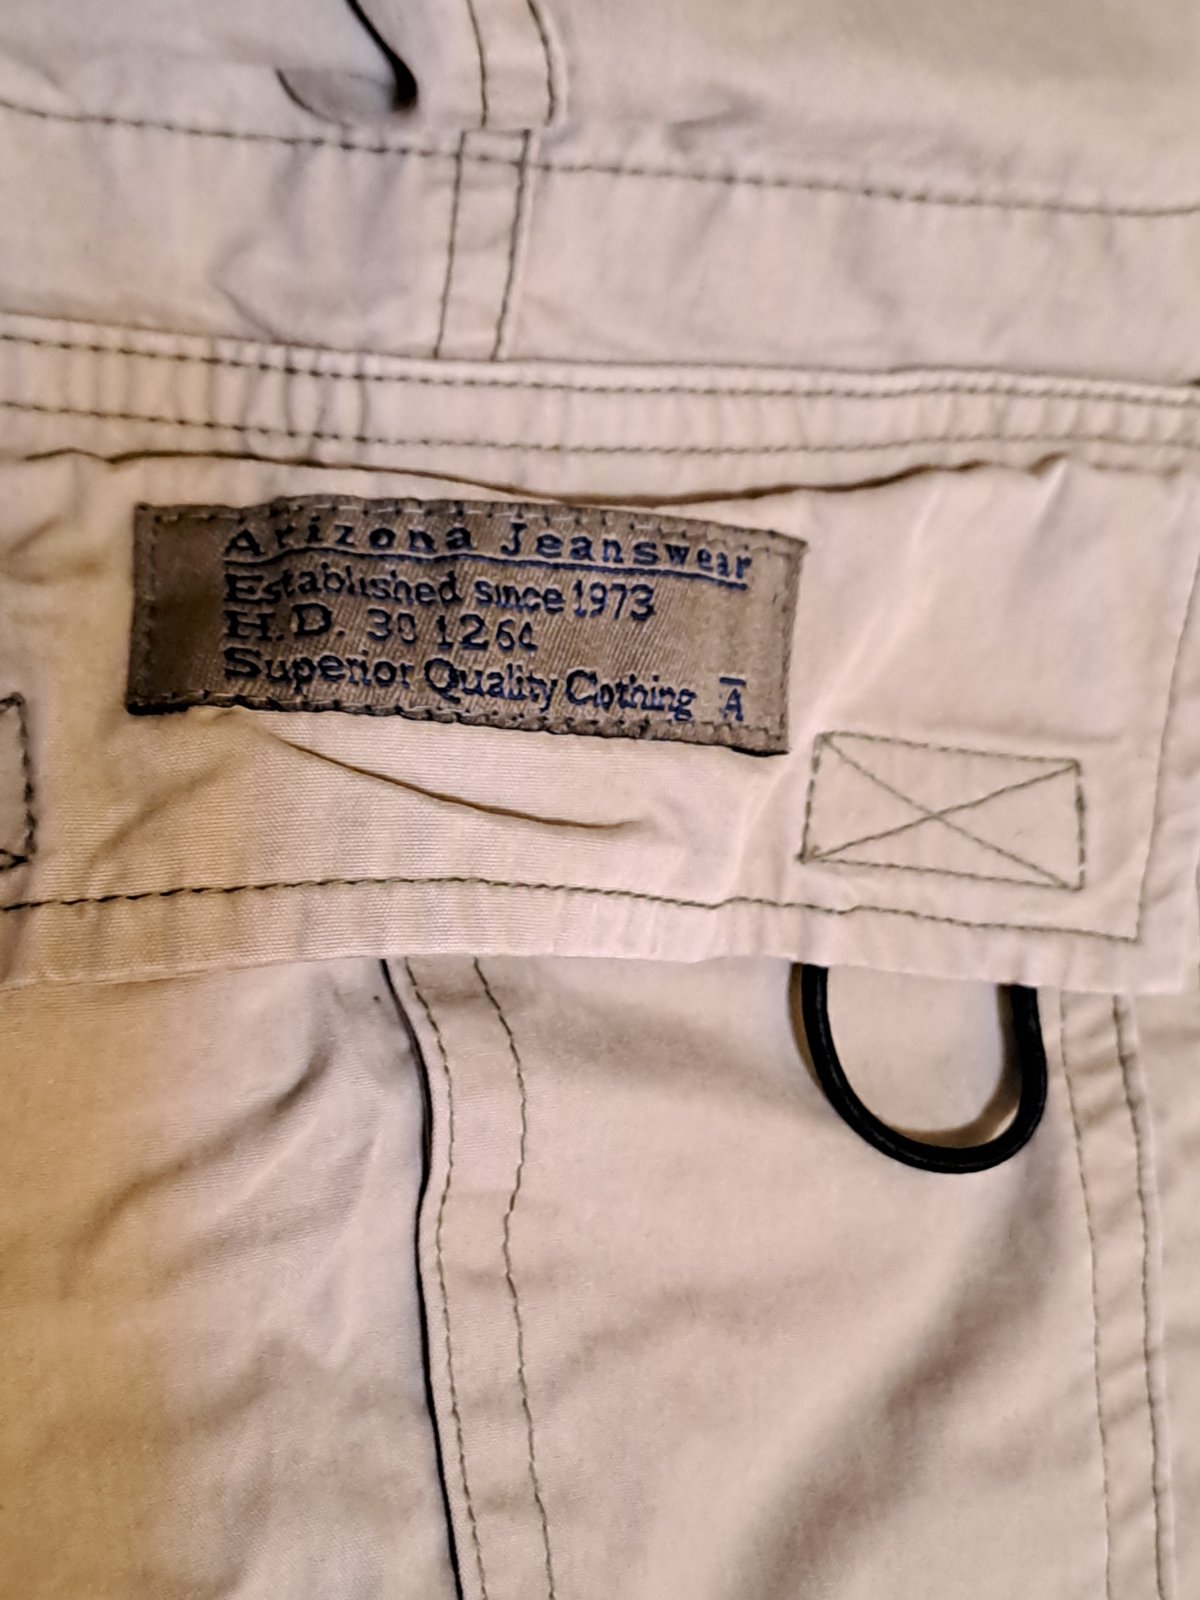 Arizona Jeanswear
Established since 1973
H.D. 30 1264
Superior Quality Clothing A